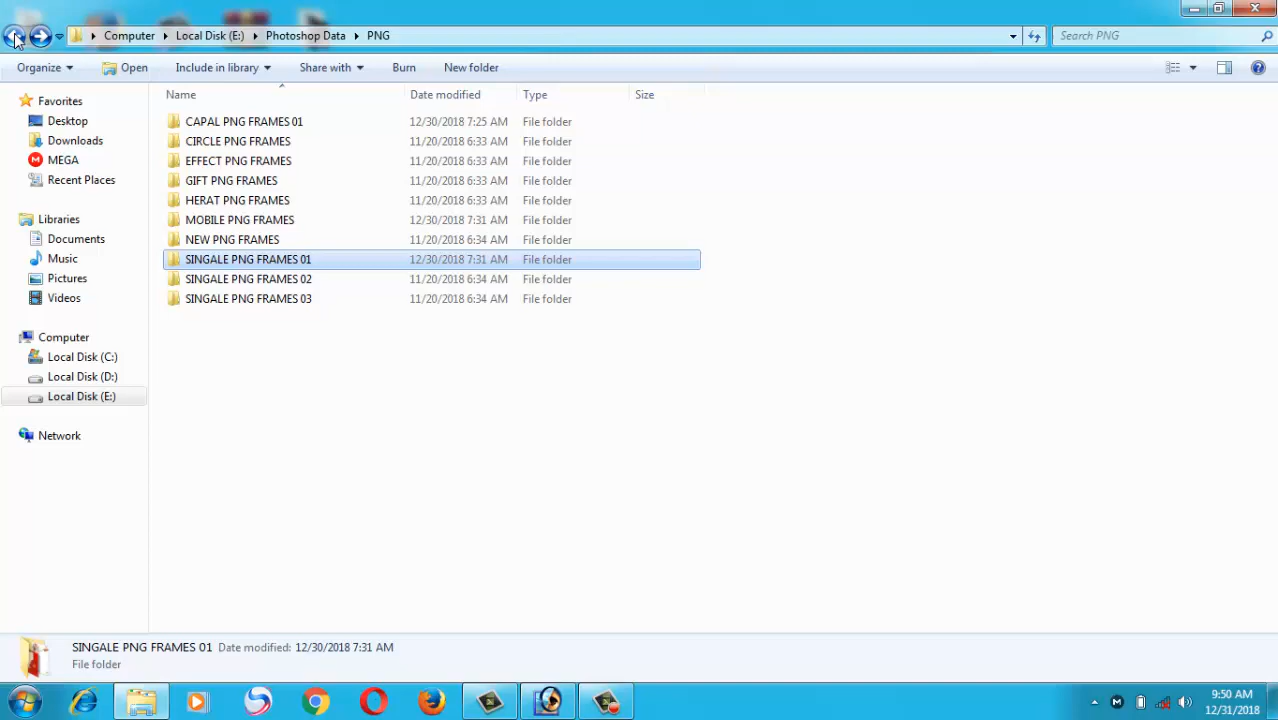 Computer Local Disk (E:) Photoshop Data PNG Search PNG
Organize Open Include in library Share with Burn New folder
Name Date modified Type Size
Favorites
Desktop
Downloads
MEGA
Recent Places
Libraries
Documents
Music
Pictures
Videos
Computer
Local Disk (C:)
Local Disk (D:)
Local Disk (E:)
Network
CAPAL PNG FRAMES 01 12/30/2018 7:25 AM File folder
CIRCLE PNG FRAMES 11/20/2018 6:33 AM File folder
EFFECT PNG FRAMES 11/20/2018 6:33 AM File folder
GIFT PNG FRAMES 11/20/2018 6:33 AM File folder
HERAT PNG FRAMES 11/20/2018 6:33 AM File folder
MOBILE PNG FRAMES 12/30/2018 7:31 AM File folder
NEW PNG FRAMES 11/20/2018 6:34 AM File folder
SINGALE PNG FRAMES 01 12/30/2018 7:31 AM File folder
SINGALE PNG FRAMES 02 11/20/2018 6:34 AM File folder
SINGALE PNG FRAMES 03 11/20/2018 6:34 AM File folder
SINGALE PNG FRAMES 01 Date modified: 12/30/2018 7:31 AM
File folder
9:50 AM
12/31/2018